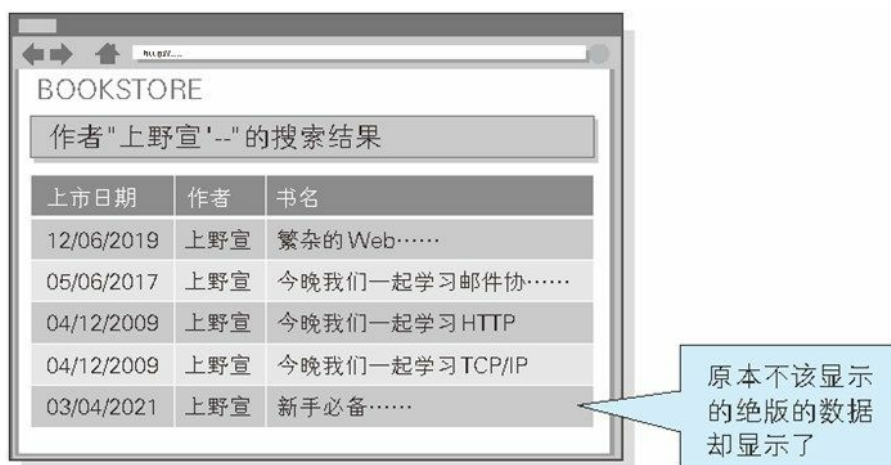 BOOKSTORE
作者"上野宣'--"的搜索结果
上市日期 作者 书名
12/06/2019 上野宣 繁杂的Web……
05/06/2017 上野宣 今晚我们一起学习邮件协……
04/12/2009 上野宣 今晚我们一起学习HTTP
04/12/2009 上野宣 今晚我们一起学习TCP/IP
03/04/2021 上野宣 新手必备……
原本不该显示
的绝版的数据
却显示了